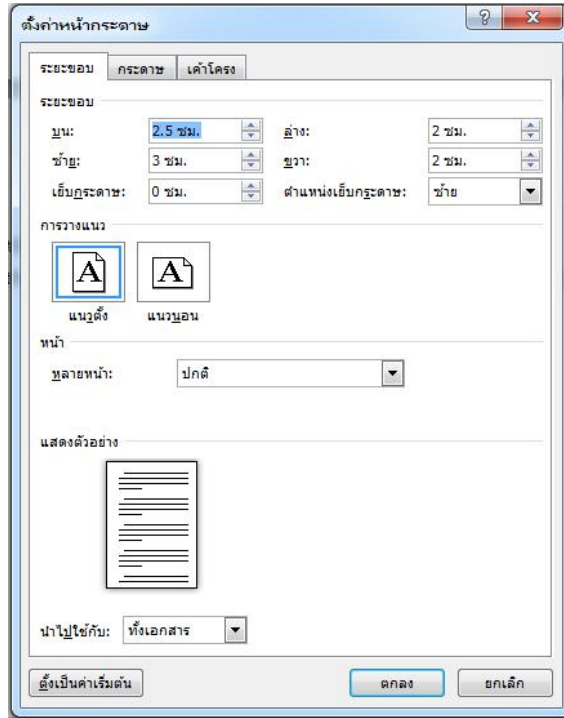 ตั้งค่าหน้ากระดาษ
ระยะขอบ กระดาษ เค้าโครง
ระยะขอบ
บน: 2.5 ซม. ล่าง: 2 ซม.
ซ้าย: 3 ซม. ขวา: 2 ซม.
เย็บกระดาษ: 0 ซม. ตำแหน่งเย็บกระดาษ: ซ้าย
การวางแนว
A A
แนวตั้ง แนวนอน
หน้า
หลายหน้า: ปกติ
แสดงตัวอย่าง
นำไปใช้กับ: ทั้งเอกสาร
ตั้งเป็นค่าเริ่มต้น ตกลง ยกเลิก